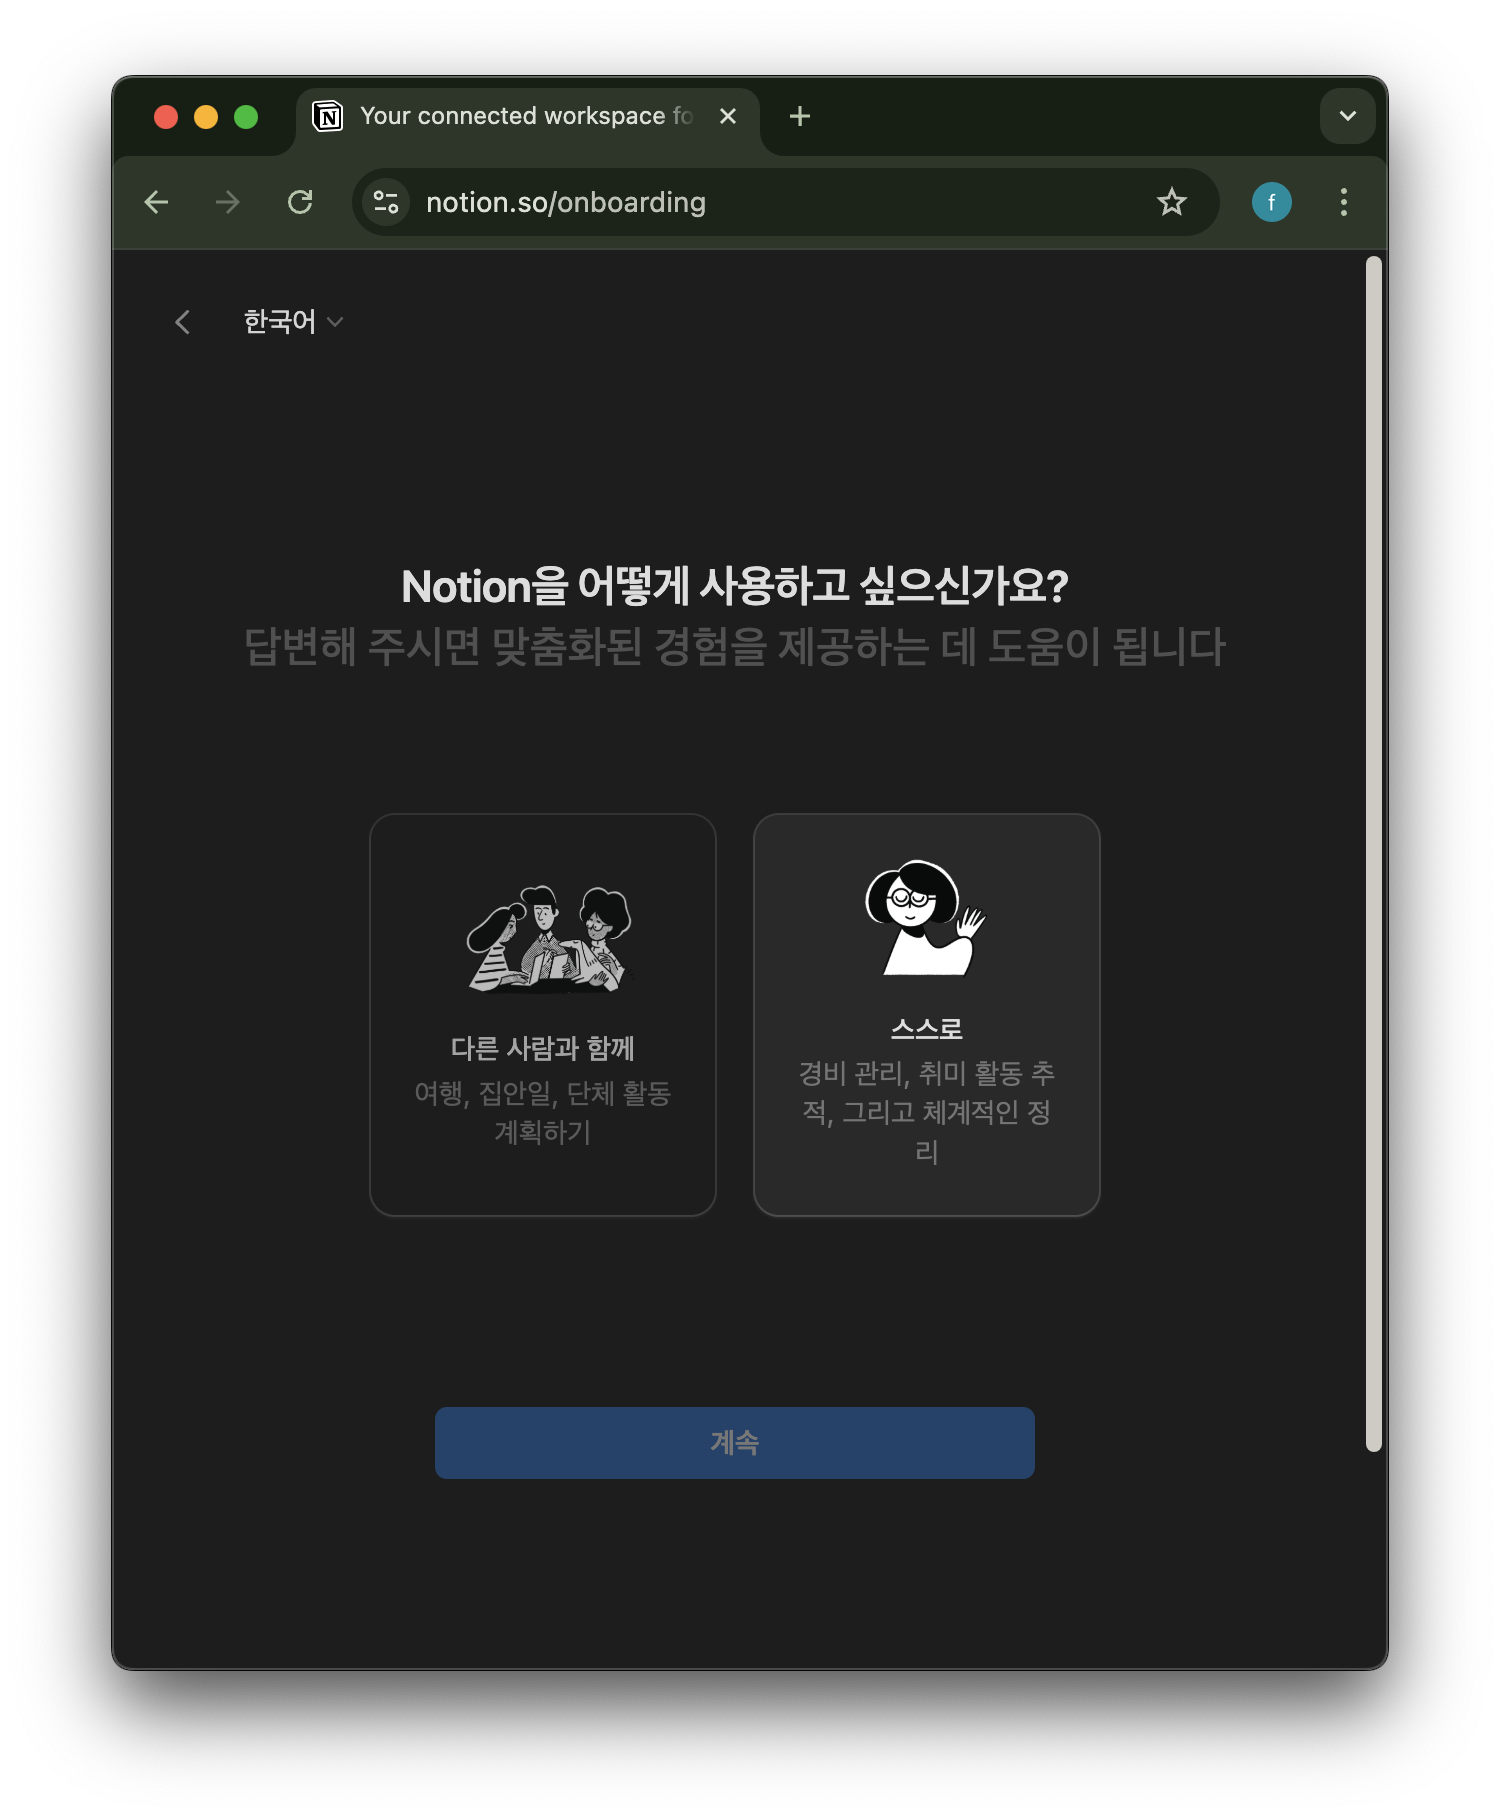 Your connected workspace fo
notion.so/onboarding
f
한국어
Notion을 어떻게 사용하고 싶으신가요?
답변해 주시면 맞춤화된 경험을 제공하는 데 도움이 됩니다
다른 사람과 함께
여행, 집안일, 단체 활동
계획하기
스스로
경비 관리, 취미 활동 추
적, 그리고 체계적인 정
리
계속